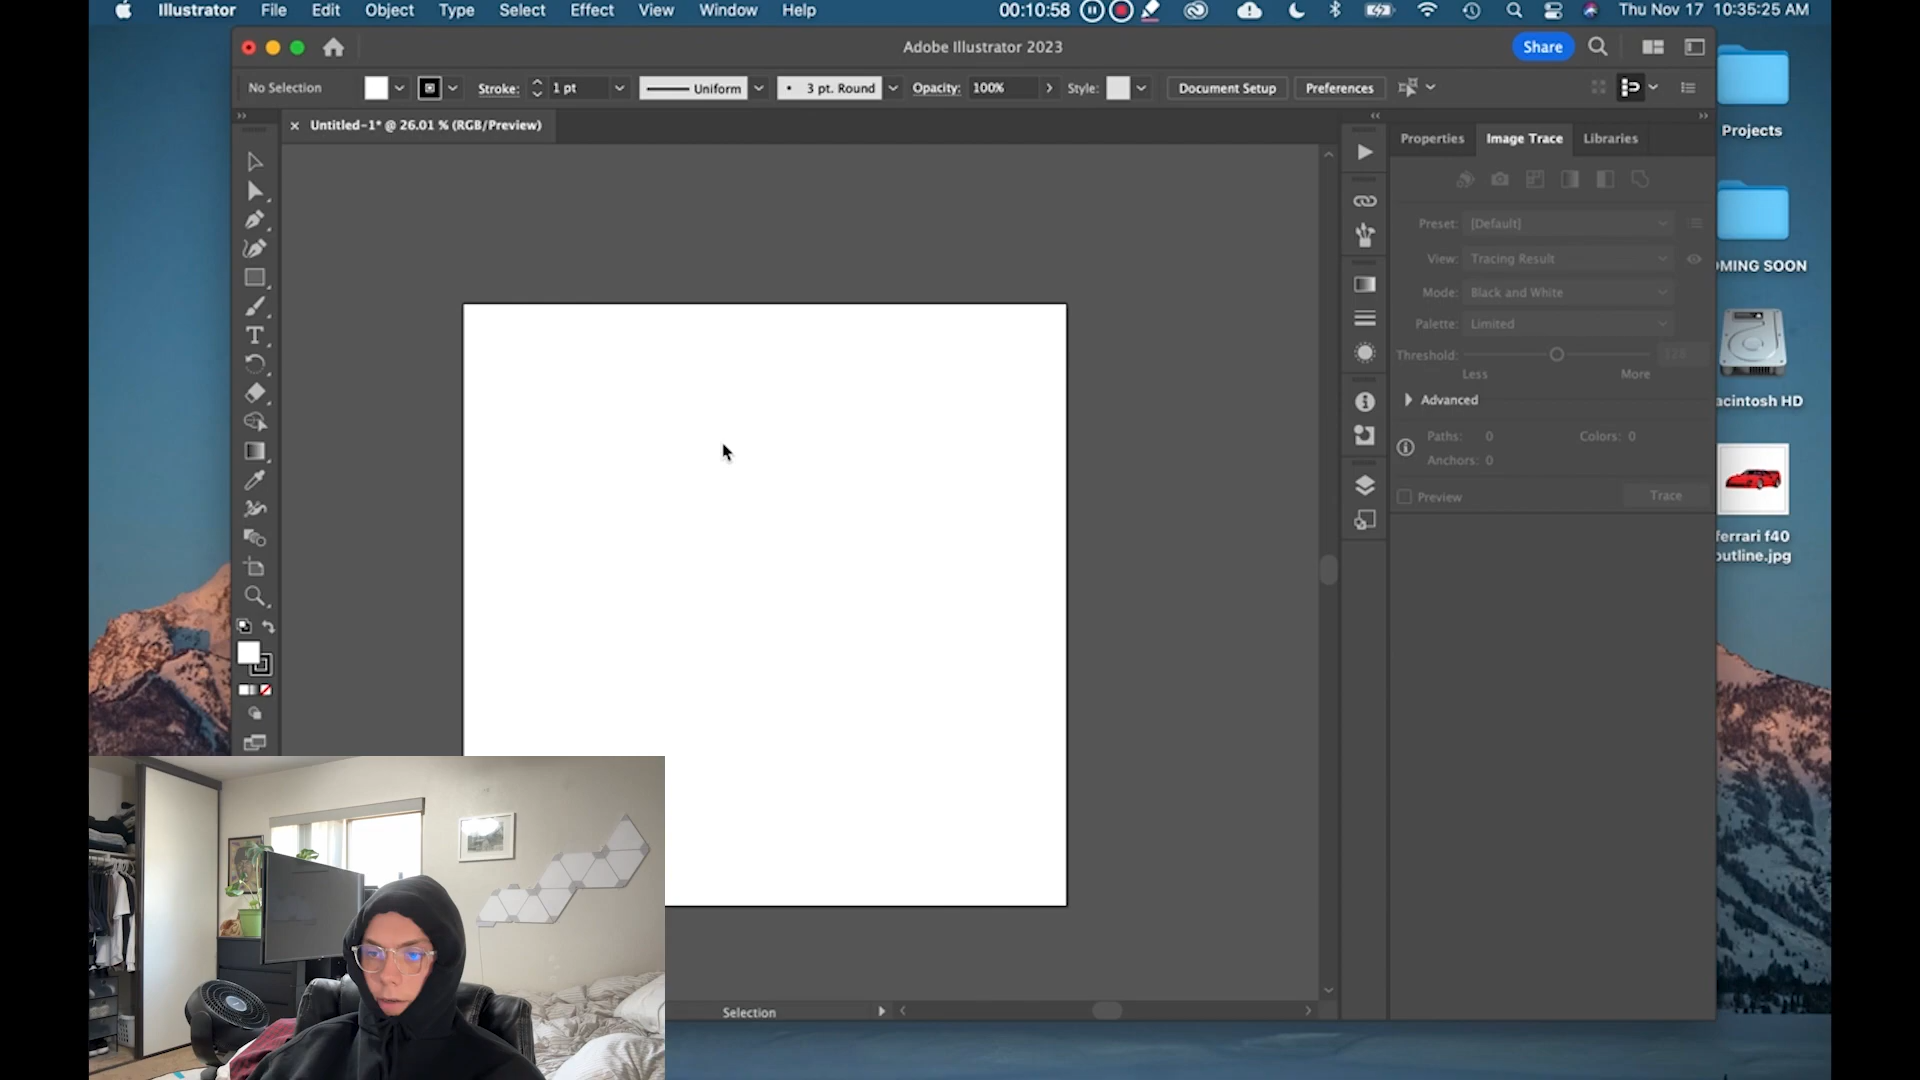 Illustrator File Edit Object Type Select Effect View Window Help 00:10:58 Thu Nov 17 10:35:25 AM
Adobe Illustrator 2023 Share
No Selection Stroke: 1 pt Uniform 3 pt. Round Opacity: 100% Style: Document Setup Preferences
Untitled-1* @ 26.01 % (RGB/Preview)
Properties Image Trace Libraries
Preset: [Default]
View: Tracing Result
Mode: Black and White
Palette: Limited
Threshold: 128
Less More
Advanced
Paths: 0 Colors: 0
Anchors: 0
Preview Trace
Projects
OMING SOON
acintosh HD
ferrari f40
outline.jpg
Selection